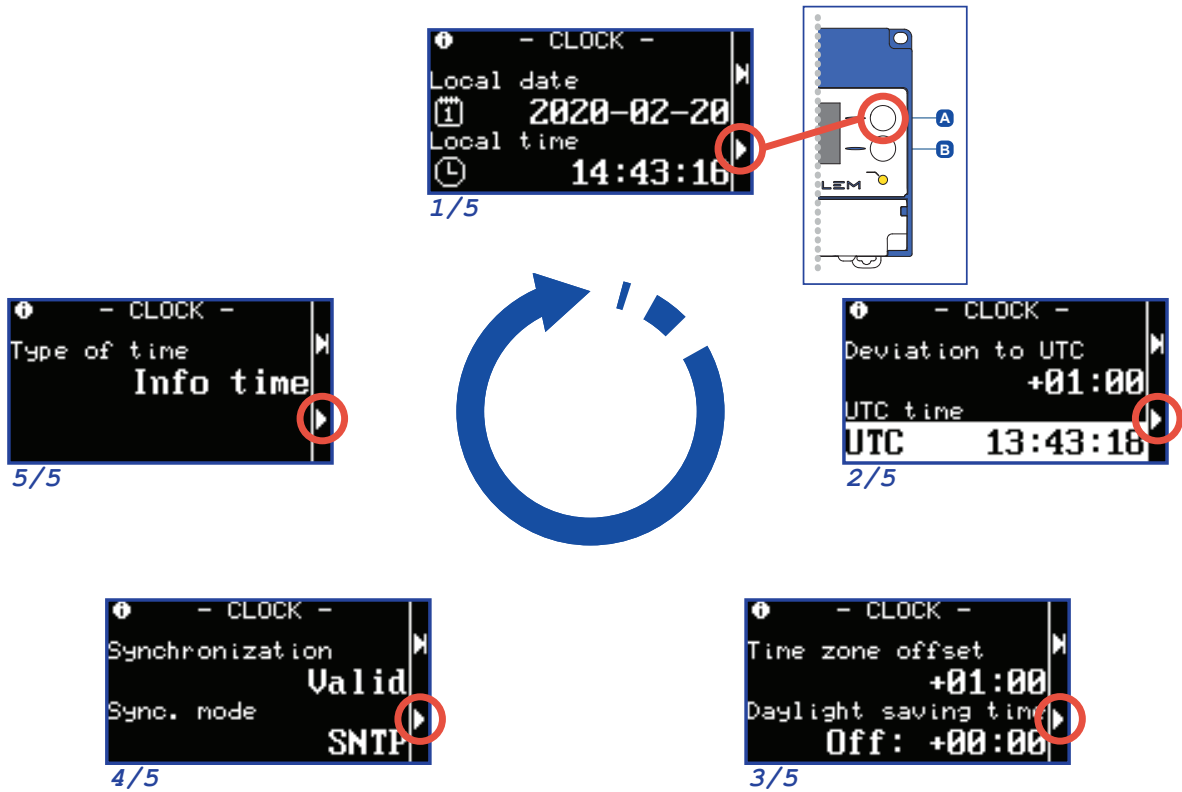 - CLOCK -
Local date
1
2020-02-20
Local time
14:43:16
1/5
A
B
LEM
- CLOCK -
Type of time
Info time
5/5
- CLOCK -
Deviation to UTC
+01:00
UTC time
UTC 13:43:18
2/5
- CLOCK -
Synchronization
Valid
Sync. mode
SNTP
4/5
- CLOCK -
Time zone offset
+01:00
Daylight saving time
Off: +00:00
3/5